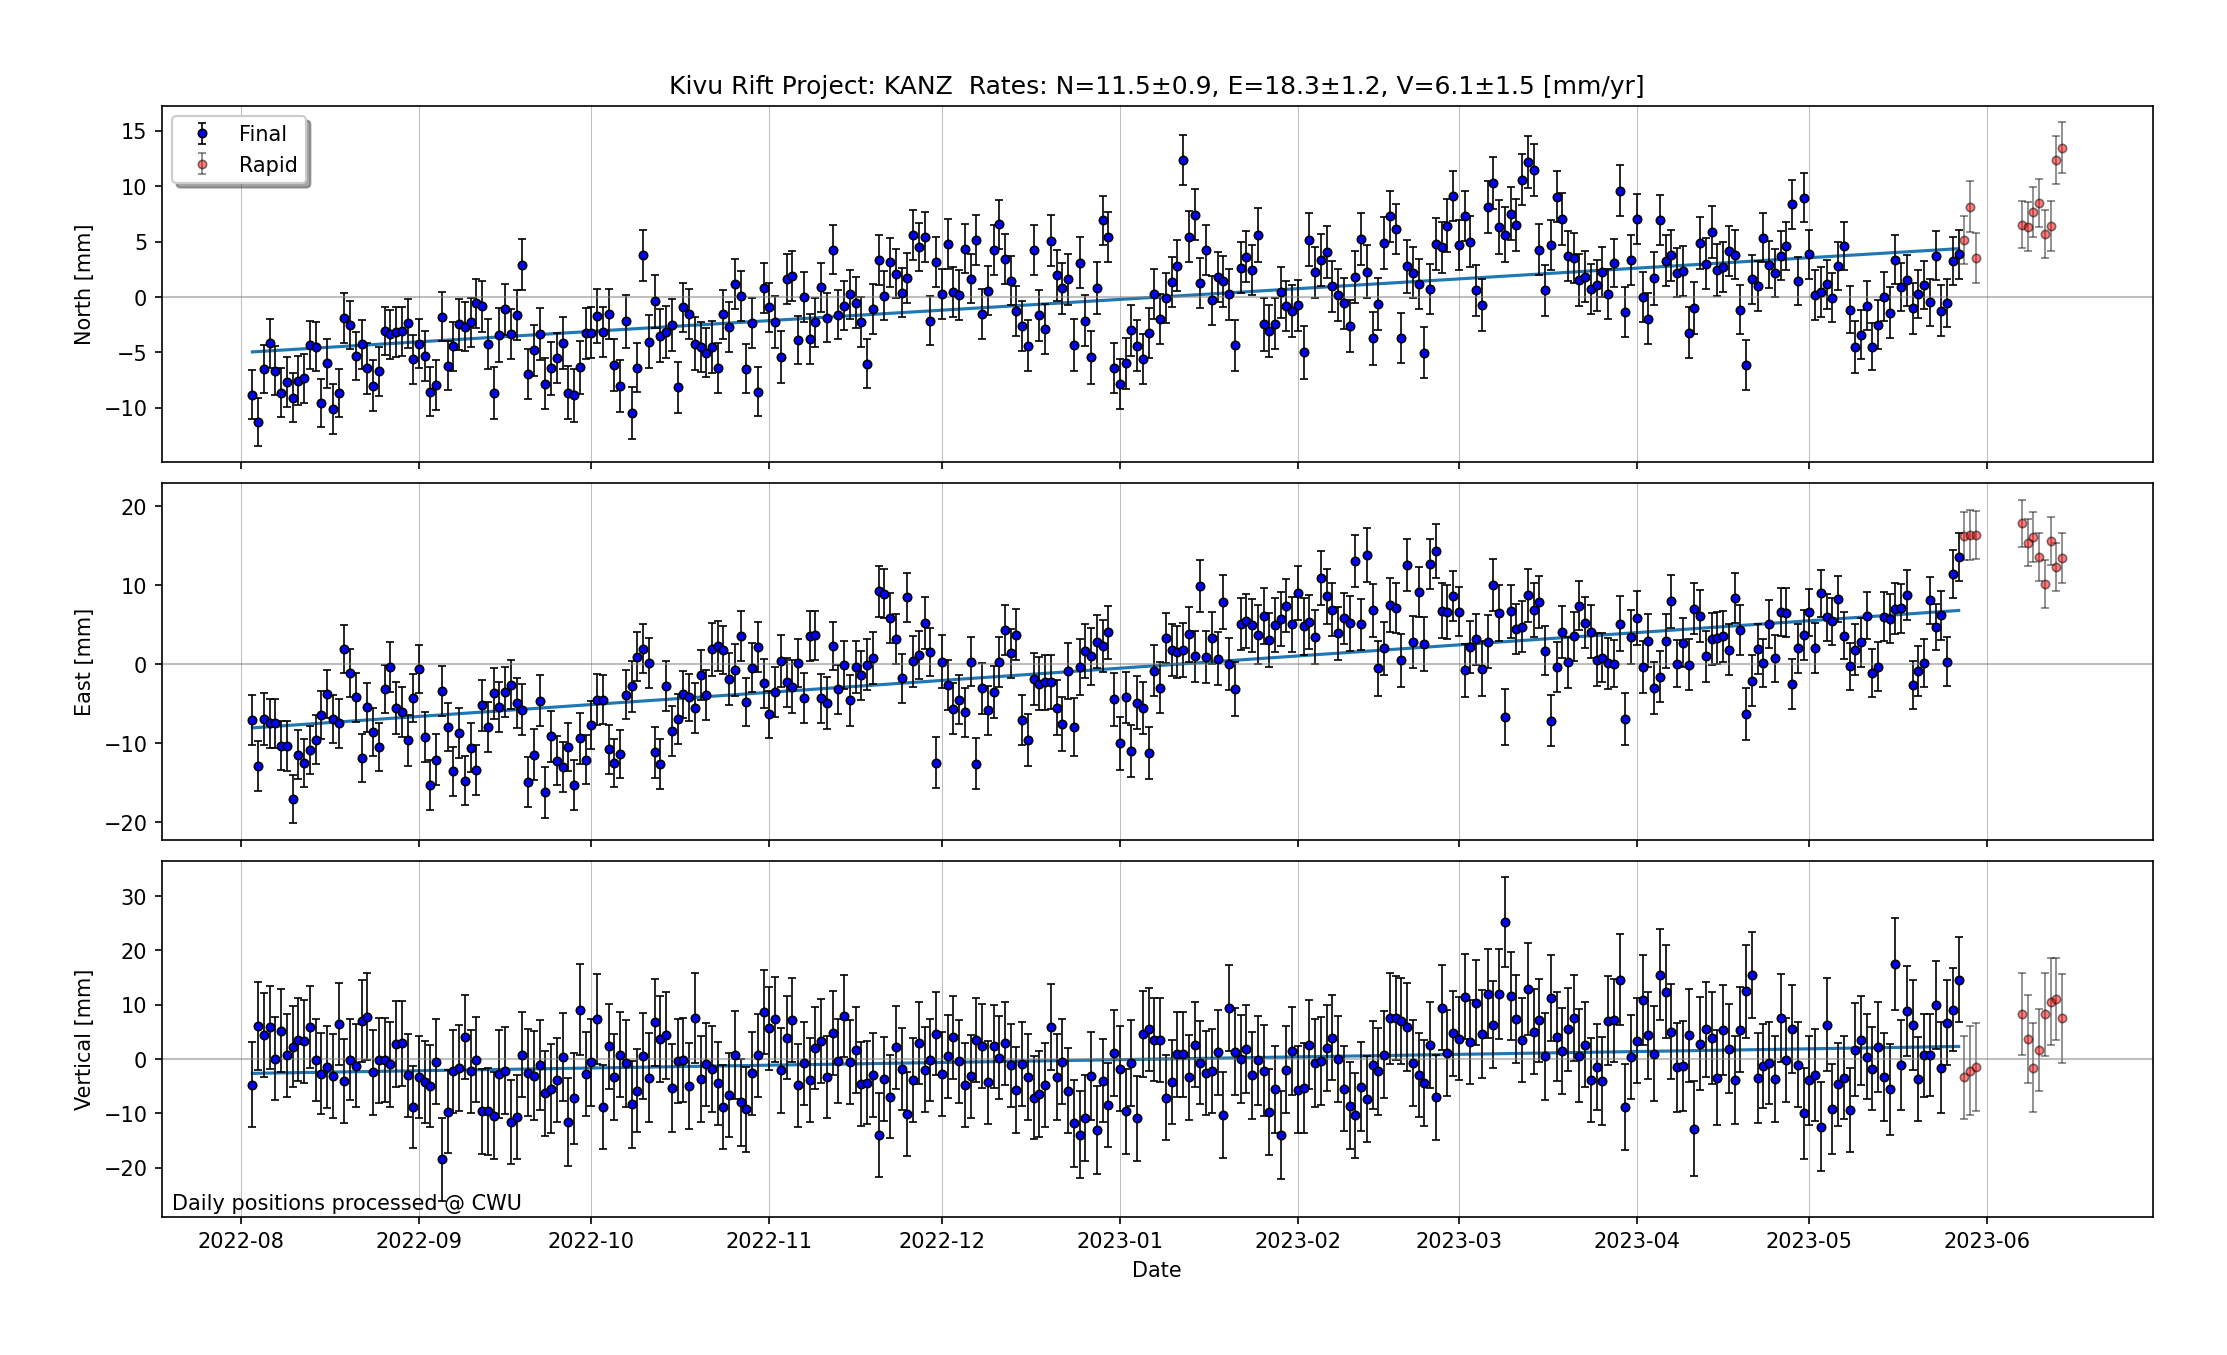 Kivu Rift Project: KANZ  Rates: N=11.5±0.9, E=18.3±1.2, V=6.1±1.5 [mm/yr]
Final
Rapid
North [mm]
15
10
5
0
−5
−10
East [mm]
20
10
0
−10
−20
Vertical [mm]
30
20
10
0
−10
−20
Daily positions processed @ CWU
2022-08 2022-09 2022-10 2022-11 2022-12 2023-01 2023-02 2023-03 2023-04 2023-05 2023-06
Date